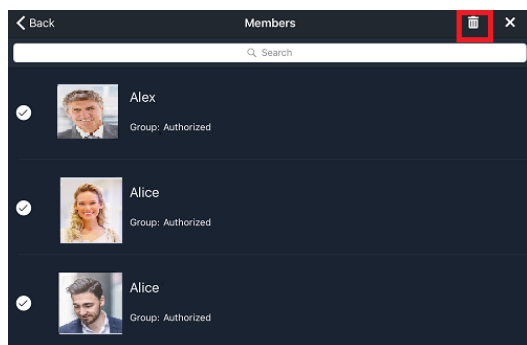 Back
Members
Search
Alex
Group: Authorized
Alice
Group: Authorized
Alice
Group: Authorized